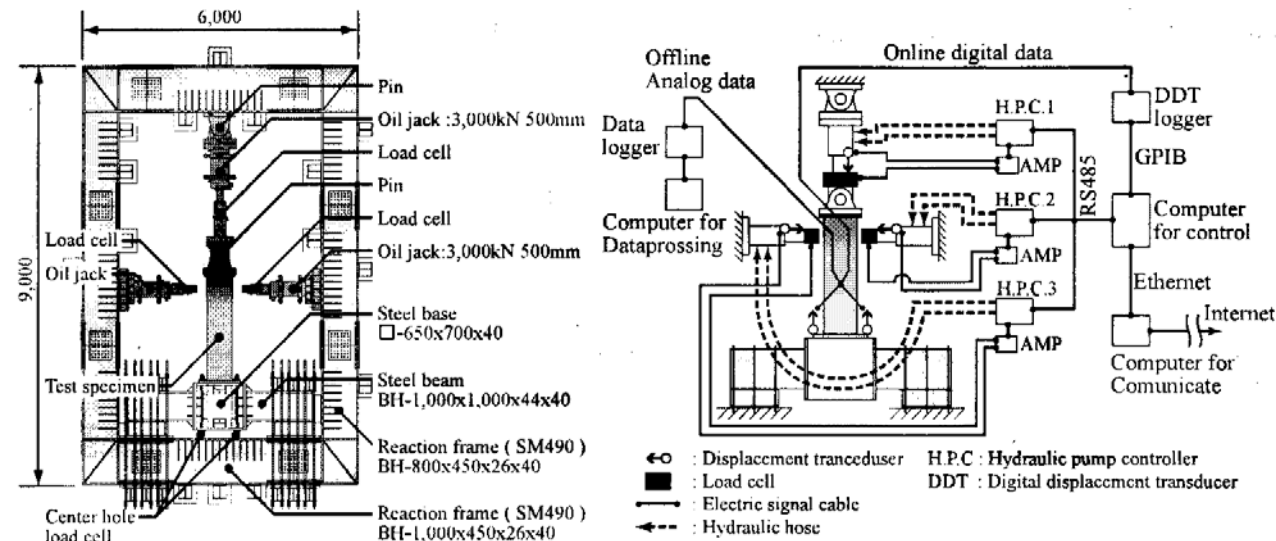 6,000
9,000
Pin
Oil jack :3,000kN 500mm
Load cell
Pin
Load cell
Oil jack:3,000kN 500mm
Steel base
□-650x700x40
Steel beam
BH-1,000x1,000x44x40
Reaction frame ( SM490 )
BH-800x450x26x40
Reaction frame ( SM490 )
BH-1,000x450x26x40
Load cell
Oil jack
Test specimen
Center hole
load cell
Online digital data
Offline
Analog data
Data
logger
Computer for
Dataprossing
H.P.C.1
AMP
H.P.C.2
AMP
H.P.C.3
AMP
RS485
DDT
logger
GPIB
Computer
for control
Ethernet
Internet
Computer for
Comunicate
: Displacment tranceduser
: Load cell
: Electric signal cable
: Hydraulic hose
H.P.C : Hydraulic pump controller
DDT : Digital displacment transducer